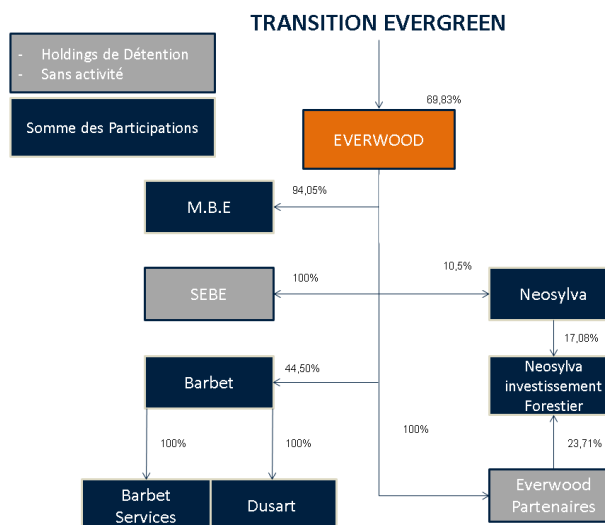 TRANSITION EVERGREEN
- Holdings de Détention
- Sans activité
Somme des Participations
69,83%
EVERWOOD
M.B.E
94,05%
SEBE
100%
10,5%
Neosylva
17,08%
Barbet
44,50%
Neosylva
investissement
Forestier
100%
100%
100%
23,71%
Barbet
Services
Dusart
Everwood
Partenaires